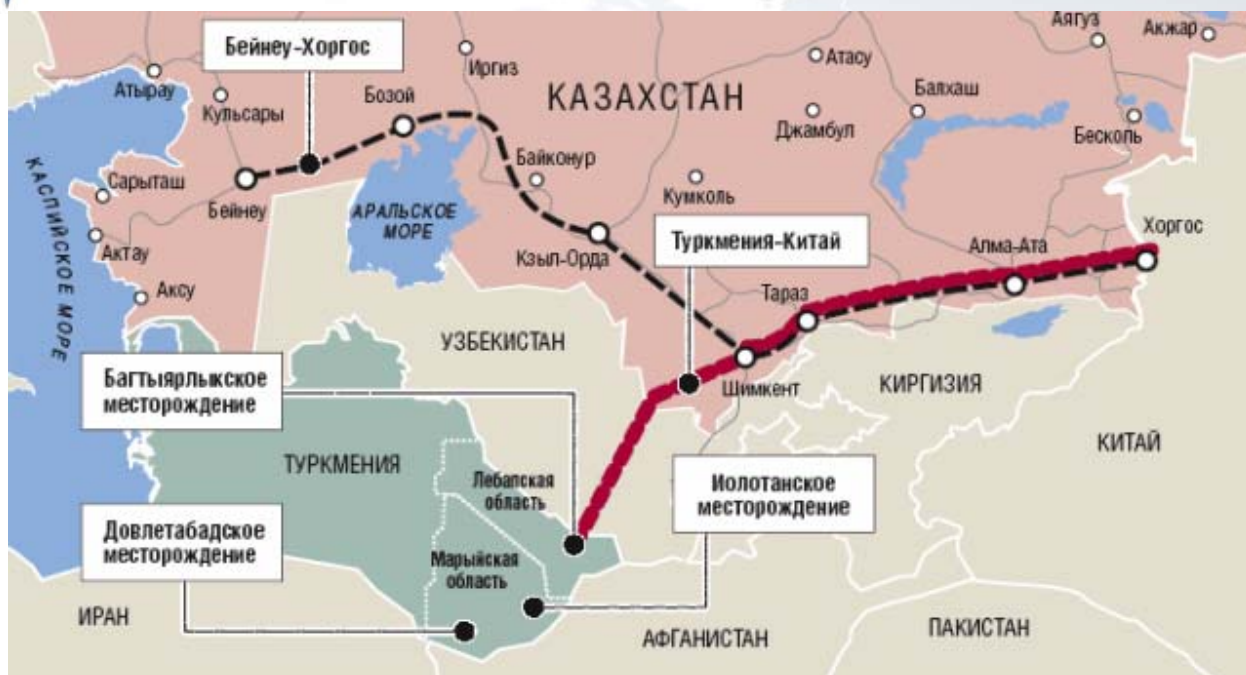 Аягуз
Акжар
Бейнеу-Хоргос
Иргиз
Атасу
Атырау
Кульсары
Бозой
КАЗАХСТАН
Балхаш
Джамбул
Бесколь
КАСПИЙСКОЕ МОРЕ
Сарыташ
Байконур
Кумколь
Бейнеу
АРАЛЬСКОЕ
МОРЕ
Хоргос
Актау
Кзыл-Орда
Туркмения-Китай
Алма-Ата
Аксу
Тараз
УЗБЕКИСТАН
Багтыярлыкское
месторождение
Шимкент
КИРГИЗИЯ
КИТАЙ
ТУРКМЕНИЯ
Лебапская
область
Иолотанское
месторождение
Довлетабадское
месторождение
Марыйская
область
ИРАН
АФГАНИСТАН
ПАКИСТАН